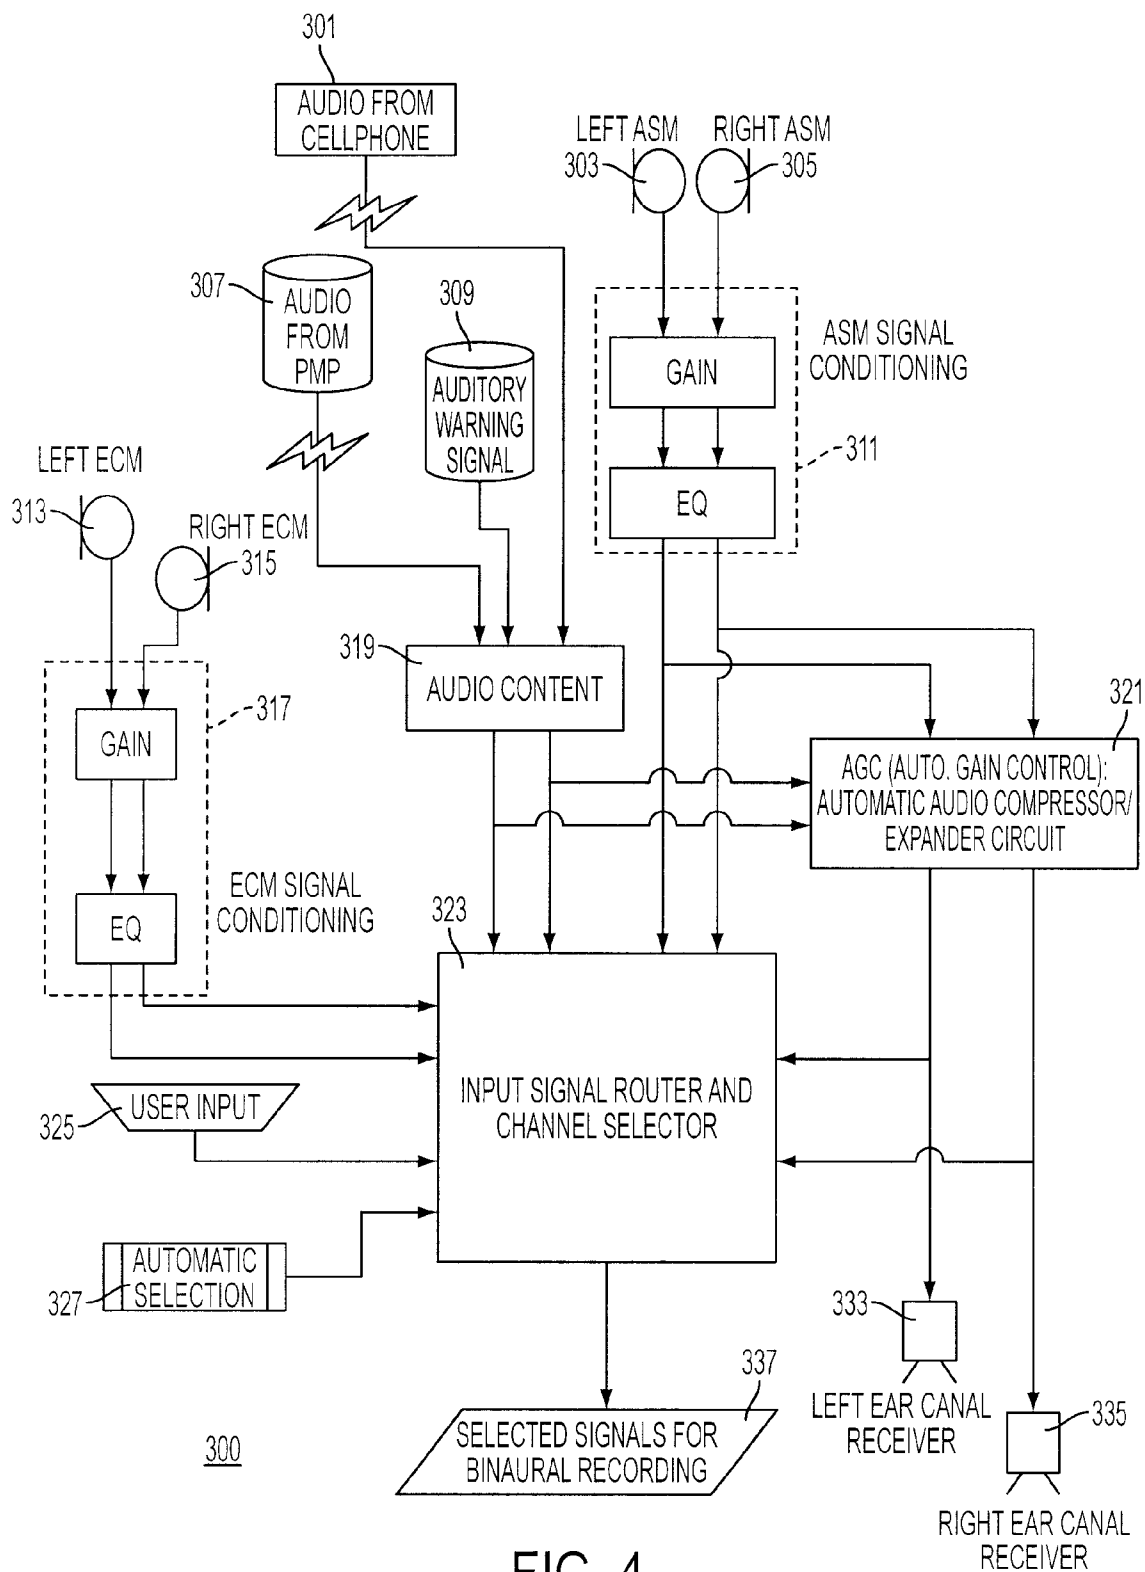 301
AUDIO FROM
CELLPHONE
LEFT ASM
RIGHT ASM
303
305
307
AUDIO
FROM
PMP
309
AUDITORY
WARNING
SIGNAL
GAIN
ASM SIGNAL
CONDITIONING
EQ
311
LEFT ECM
313
RIGHT ECM
315
319
AUDIO CONTENT
317
GAIN
321
AGC (AUTO. GAIN CONTROL):
AUTOMATIC AUDIO COMPRESSOR/
EXPANDER CIRCUIT
ECM SIGNAL
CONDITIONING
EQ
323
INPUT SIGNAL ROUTER AND
CHANNEL SELECTOR
USER INPUT
325
AUTOMATIC
SELECTION
327
333
LEFT EAR CANAL
RECEIVER
335
RIGHT EAR CANAL
RECEIVER
337
SELECTED SIGNALS FOR
BINAURAL RECORDING
300
FIG. 4